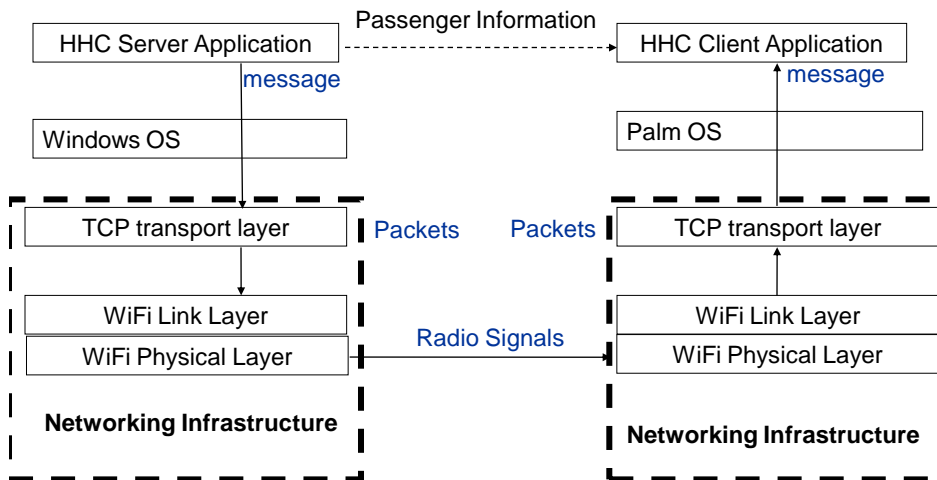 Passenger Information
HHC Server Application
HHC Client Application
message
message
Windows OS
Palm OS
TCP transport layer
Packets
Packets
TCP transport layer
WiFi Link Layer
WiFi Link Layer
WiFi Physical Layer
Radio Signals
WiFi Physical Layer
Networking Infrastructure
Networking Infrastructure